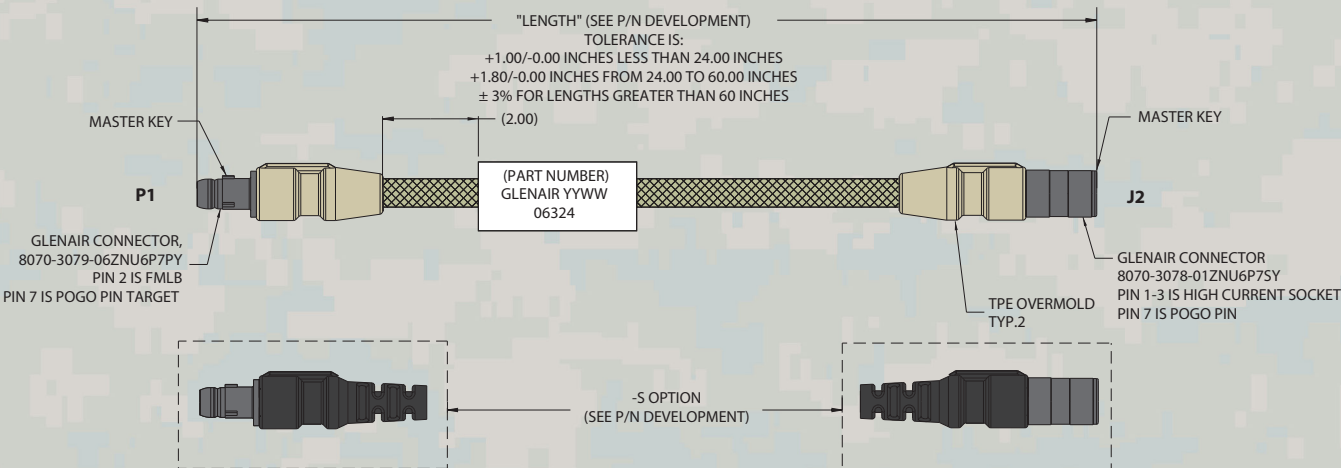 "LENGTH" (SEE P/N DEVELOPMENT)
TOLERANCE IS:
+1.00/-0.00 INCHES LESS THAN 24.00 INCHES
+1.80/-0.00 INCHES FROM 24.00 TO 60.00 INCHES
± 3% FOR LENGTHS GREATER THAN 60 INCHES
(2.00)
MASTER KEY
MASTER KEY
P1
(PART NUMBER)
GLENAIR YYWW
06324
J2
GLENAIR CONNECTOR,
8070-3079-06ZNU6P7PY
PIN 2 IS FMLB
PIN 7 IS POGO PIN TARGET
TPE OVERMOLD
TYP.2
GLENAIR CONNECTOR
8070-3078-01ZNU6P7SY
PIN 1-3 IS HIGH CURRENT SOCKET
PIN 7 IS POGO PIN
-S OPTION
(SEE P/N DEVELOPMENT)